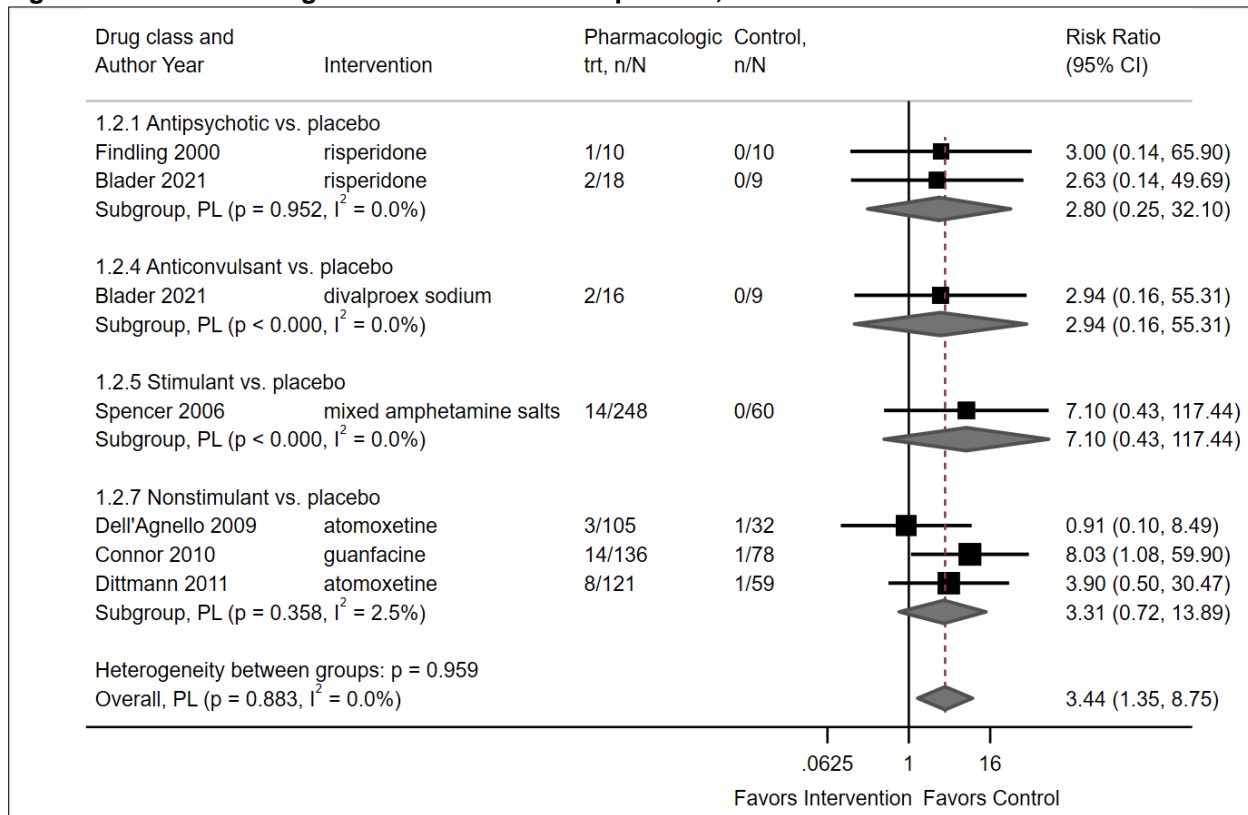 Drug class and Pharmacologic Control, Risk Ratio
Author Year Intervention trt, n/N n/N (95% CI)
1.2.1 Antipsychotic vs. placebo
Findling 2000 risperidone 1/10 0/10 3.00 (0.14, 65.90)
Blader 2021 risperidone 2/18 0/9 2.63 (0.14, 49.69)
Subgroup, PL (p = 0.952, I² = 0.0%) 2.80 (0.25, 32.10)
1.2.4 Anticonvulsant vs. placebo
Blader 2021 divalproex sodium 2/16 0/9 2.94 (0.16, 55.31)
Subgroup, PL (p < 0.000, I² = 0.0%) 2.94 (0.16, 55.31)
1.2.5 Stimulant vs. placebo
Spencer 2006 mixed amphetamine salts 14/248 0/60 7.10 (0.43, 117.44)
Subgroup, PL (p < 0.000, I² = 0.0%) 7.10 (0.43, 117.44)
1.2.7 Nonstimulant vs. placebo
Dell'Agnello 2009 atomoxetine 3/105 1/32 0.91 (0.10, 8.49)
Connor 2010 guanfacine 14/136 1/78 8.03 (1.08, 59.90)
Dittmann 2011 atomoxetine 8/121 1/59 3.90 (0.50, 30.47)
Subgroup, PL (p = 0.358, I² = 2.5%) 3.31 (0.72, 13.89)
Heterogeneity between groups: p = 0.959
Overall, PL (p = 0.883, I² = 0.0%) 3.44 (1.35, 8.75)
.0625 1 16
Favors Intervention Favors Control